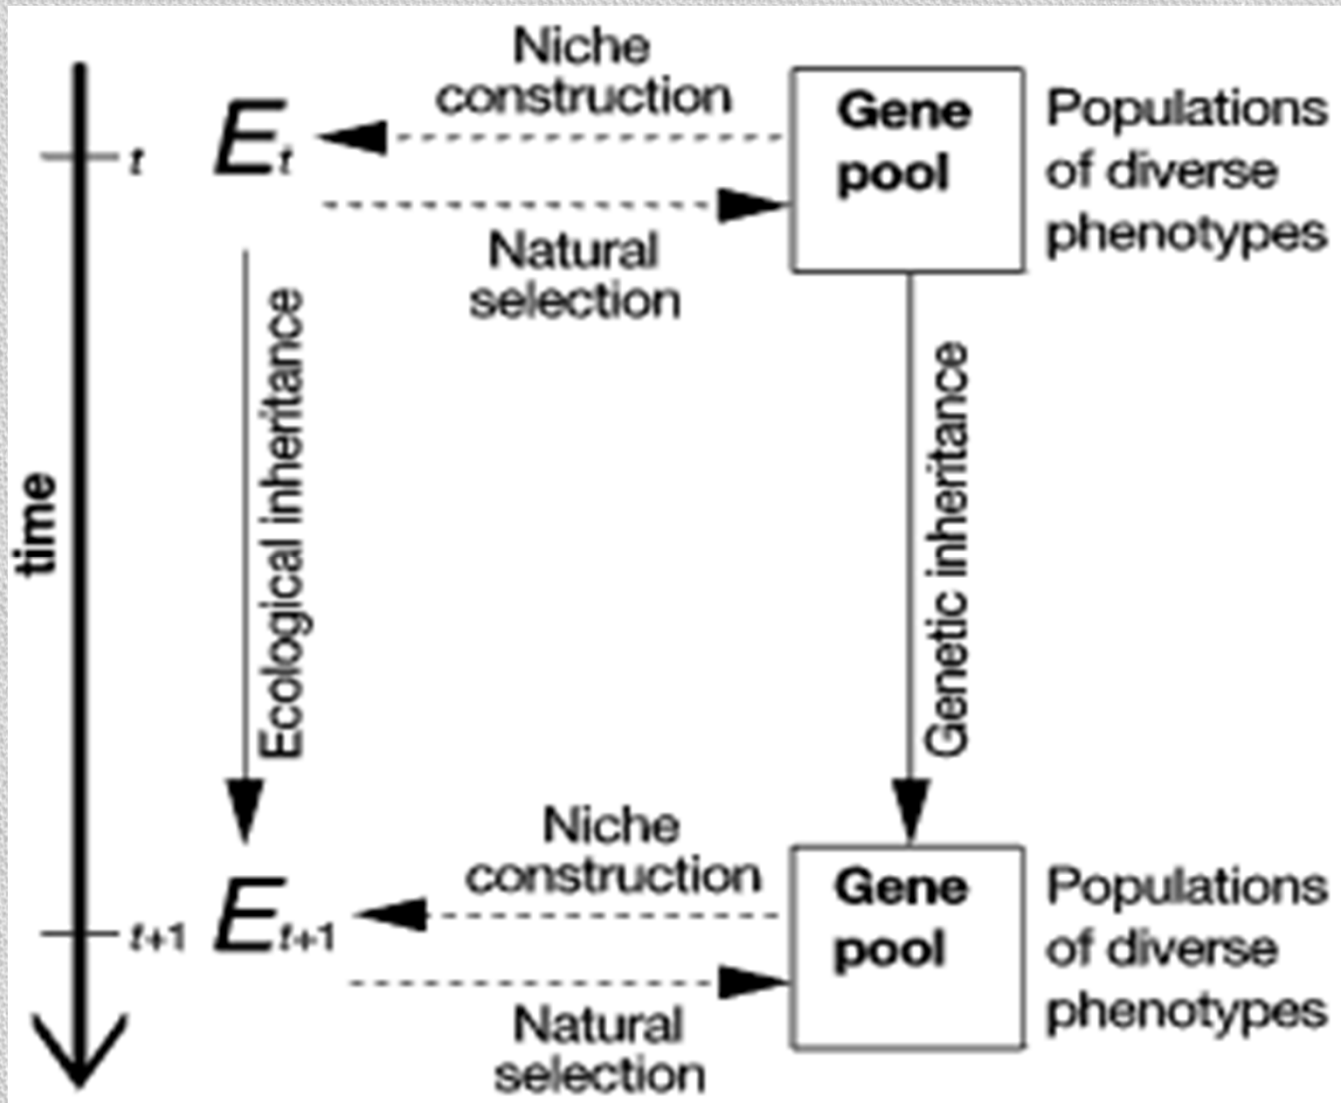 Niche
construction
Gene
pool
Populations
of diverse
phenotypes
t
Et
Natural
selection
time
Ecological inheritance
Genetic inheritance
Niche
construction
Gene
pool
Populations
of diverse
phenotypes
t+1
Et+1
Natural
selection